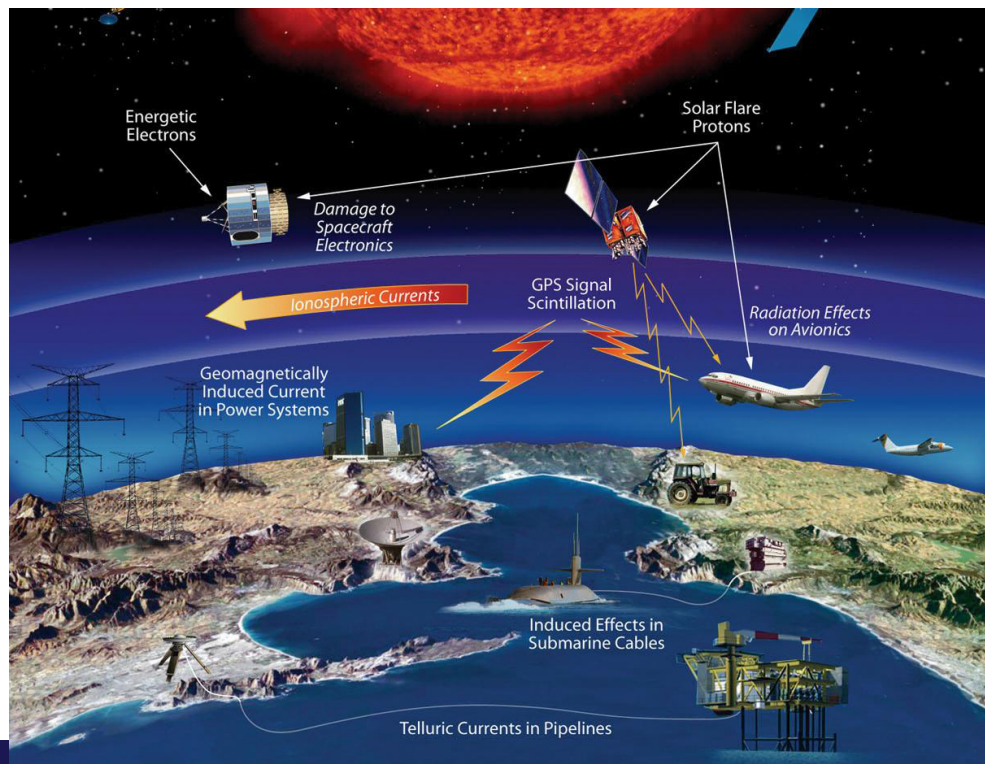 Energetic
Electrons
Solar Flare
Protons
Damage to
Spacecraft
Electronics
GPS Signal
Scintillation
Ionospheric Currents
Radiation Effects
on Avionics
Geomagnetically
Induced Current
in Power Systems
Induced Effects in
Submarine Cables
Telluric Currents in Pipelines